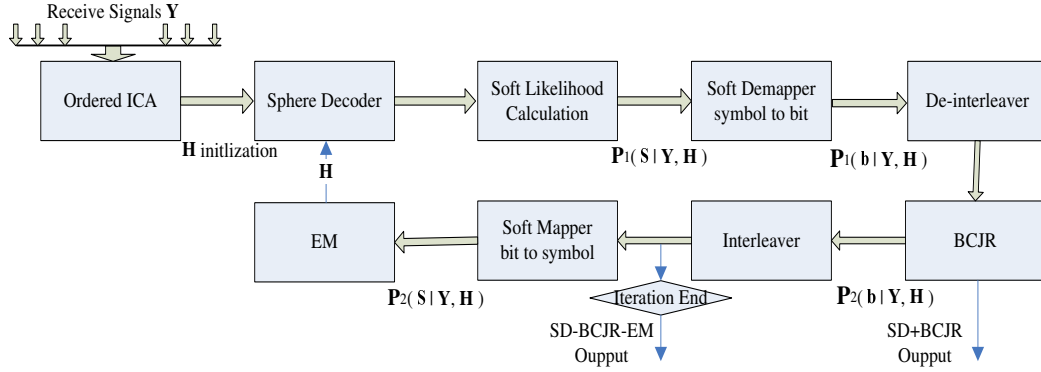 Receive Signals Y
Ordered ICA
Sphere Decoder
Soft Likelihood
Calculation
Soft Demapper
symbol to bit
De-interleaver
H initlization
P1( S | Y, H )
P1( b | Y, H )
H
EM
Soft Mapper
bit to symbol
Interleaver
BCJR
P2( S | Y, H )
Iteration End
P2( b | Y, H )
SD-BCJR-EM
Oupput
SD+BCJR
Oupput